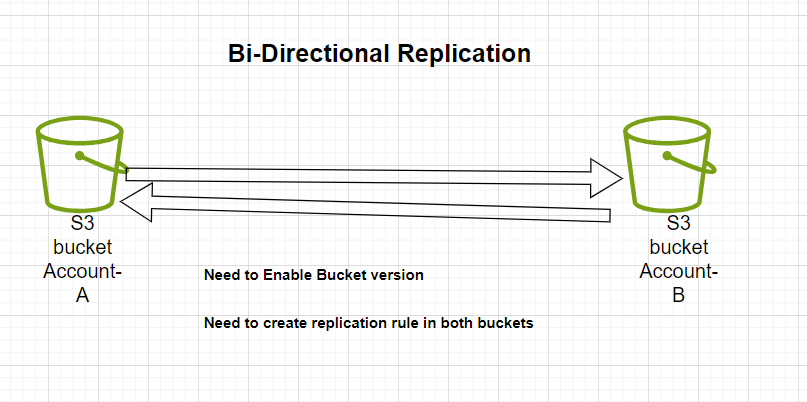 Bi-Directional Replication
S3
bucket
Account-
A
S3
bucket
Account-
B
Need to Enable Bucket version
Need to create replication rule in both buckets